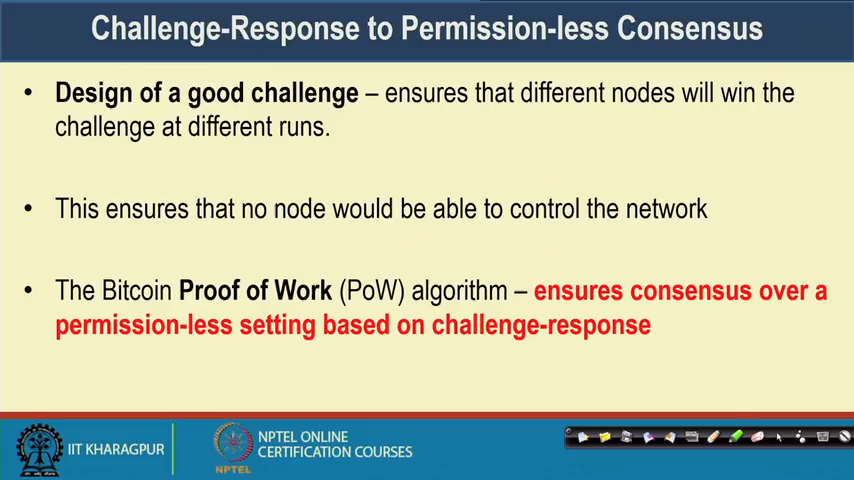 Challenge-Response to Permission-less Consensus
• Design of a good challenge – ensures that different nodes will win the
challenge at different runs.
• This ensures that no node would be able to control the network
• The Bitcoin Proof of Work (PoW) algorithm – ensures consensus over a
permission-less setting based on challenge-response
IIT KHARAGPUR
NPTEL
NPTEL ONLINE
CERTIFICATION COURSES